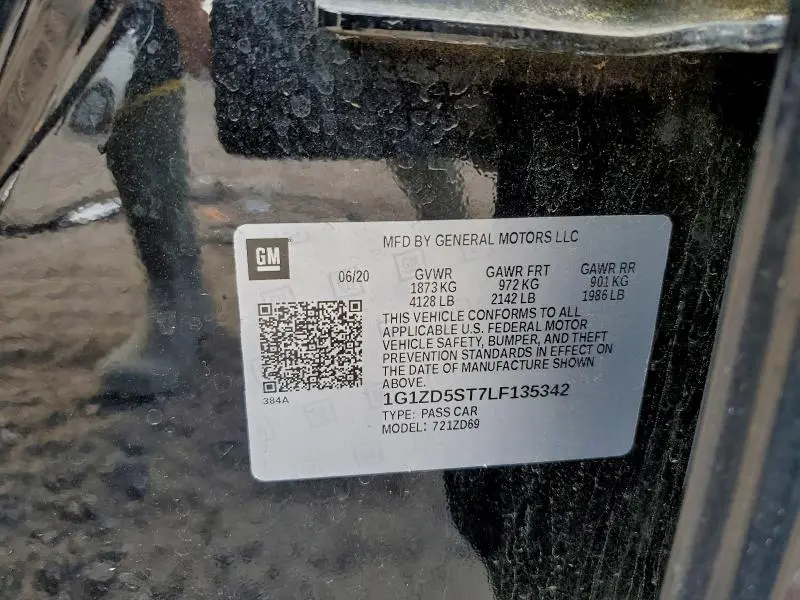 GM
MFD BY GENERAL MOTORS LLC
06/20 GVWR GAWR FRT GAWR RR
1873 KG 972 KG 901 KG
4128 LB 2142 LB 1986 LB
THIS VEHICLE CONFORMS TO ALL
APPLICABLE U.S. FEDERAL MOTOR
VEHICLE SAFETY, BUMPER, AND THEFT
PREVENTION STANDARDS IN EFFECT ON
THE DATE OF MANUFACTURE SHOWN
ABOVE.
384A
1G1ZD5ST7LF135342
TYPE: PASS CAR
MODEL: 721ZD69